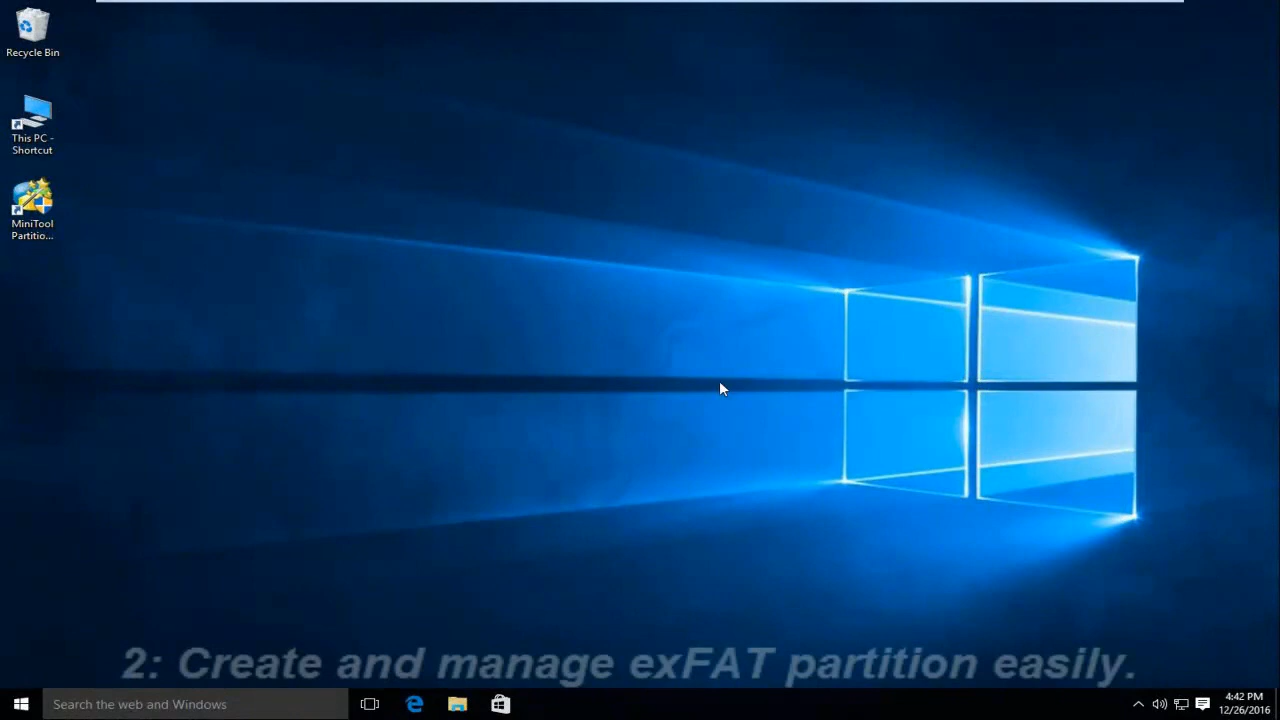 Recycle Bin
This PC -
Shortcut
MiniTool
Partitio...
2: Create and manage exFAT partition easily.
Search the web and Windows
4:42 PM
12/26/2016